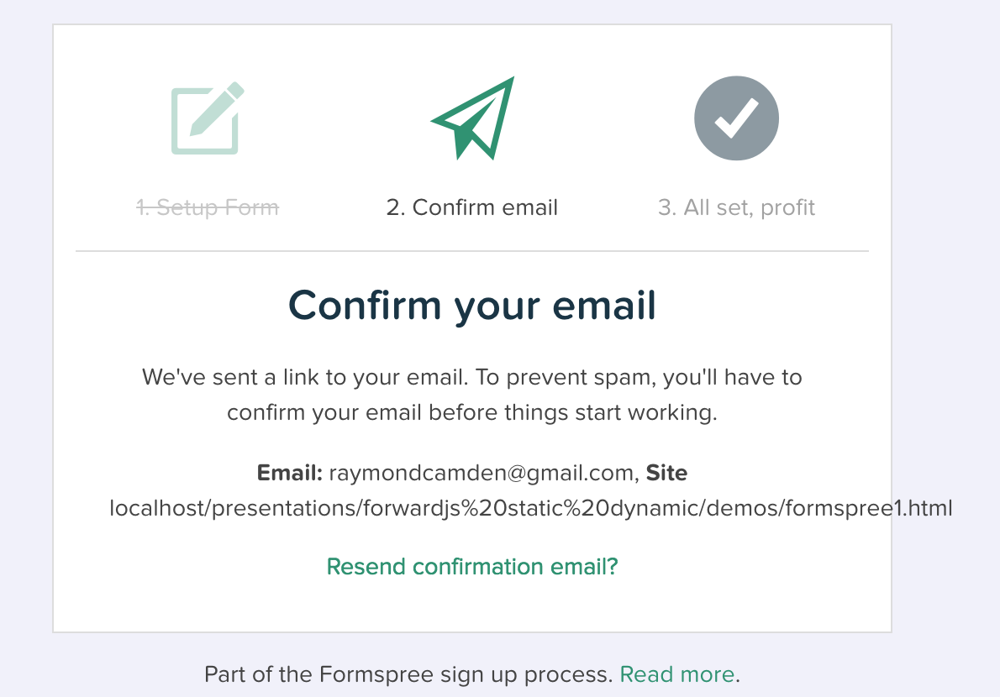 1. Setup Form
2. Confirm email
3. All set, profit
Confirm your email
We've sent a link to your email. To prevent spam, you'll have to
confirm your email before things start working.
Email: raymondcamden@gmail.com, Site
localhost/presentations/forwardjs%20static%20dynamic/demos/formspree1.html
Resend confirmation email?
Part of the Formspree sign up process. Read more.